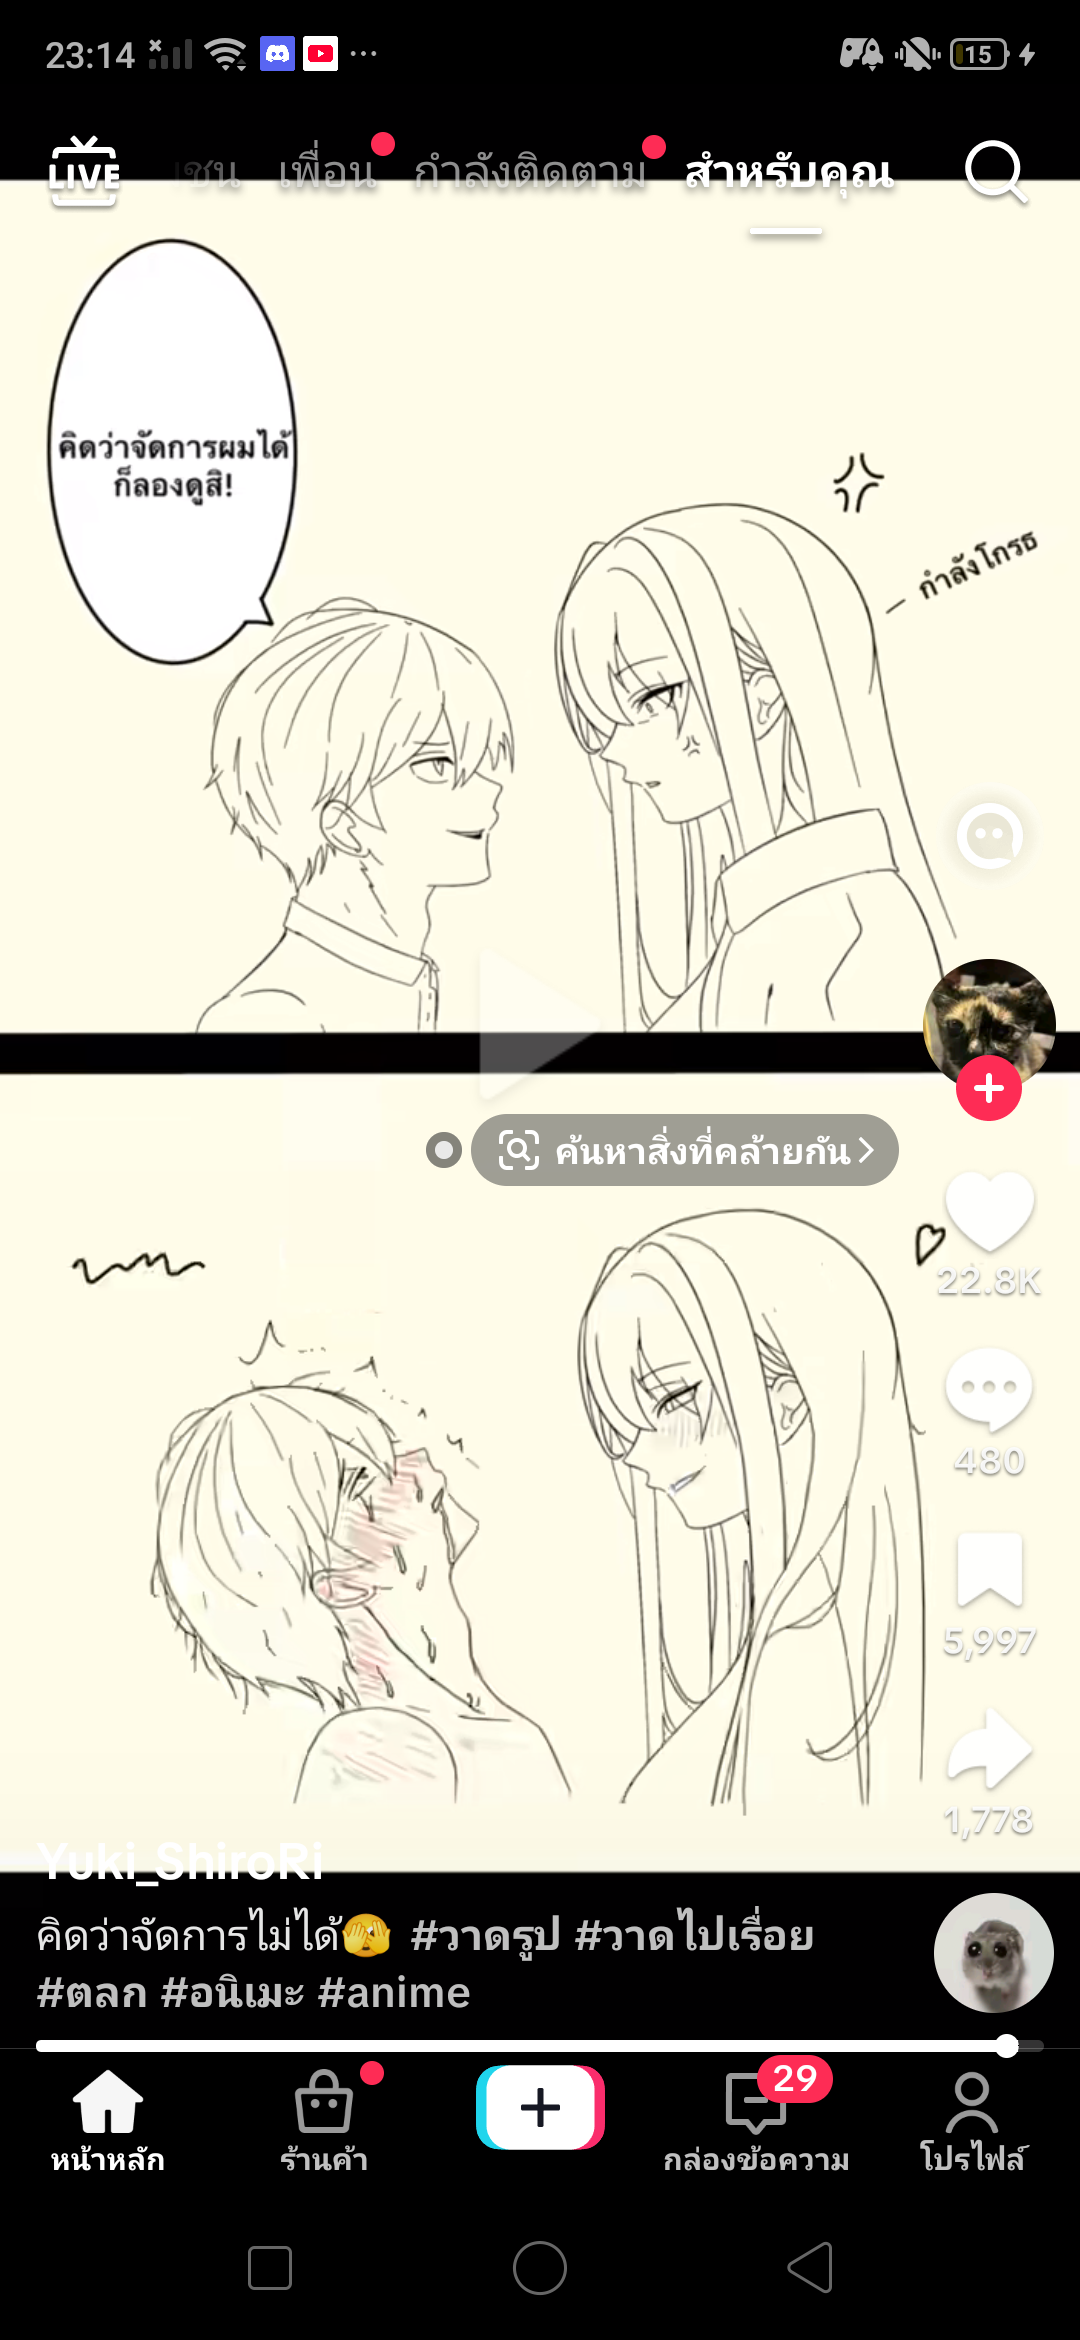 23:14
15
LIVE
เพื่อน
กำลังติดตาม
สำหรับคุณ
คิดว่าจัดการผมได้
ก็ลองดูสิ!
กำลังโกรธ
ค้นหาสิ่งที่คล้ายกัน
22.8K
480
5,997
1,778
Yuki_ShiroRi
คิดว่าจัดการไม่ได้ #วาดรูป #วาดไปเรื่อย
#ตลก #อนิเมะ #anime
29
หน้าหลัก
ร้านค้า
กล่องข้อความ
โปรไฟล์